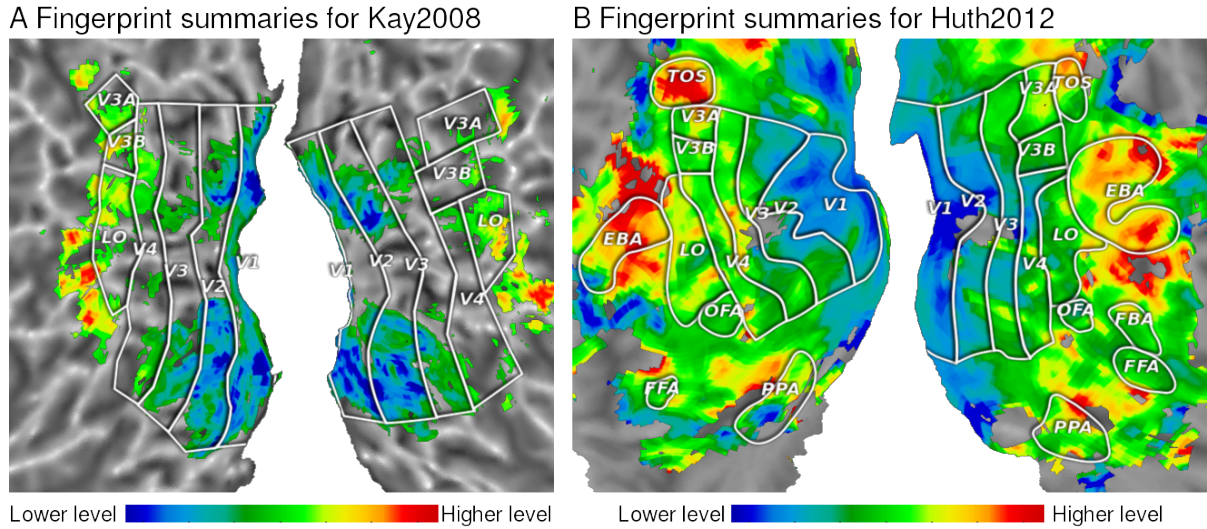 A Fingerprint summaries for Kay2008
V3A
V3B
LO
V4
V3
V2
V1
V3A
V3B
LO
V1
V2
V3
V4
Lower level
Higher level
B Fingerprint summaries for Huth2012
TOS
V3A
V3B
EBA
LO
V4
V3
V2
V1
OFA
FFA
PPA
V3A
TOS
V3B
EBA
V1
V2
V3
LO
V4
OFA
FBA
FFA
PPA
Lower level
Higher level